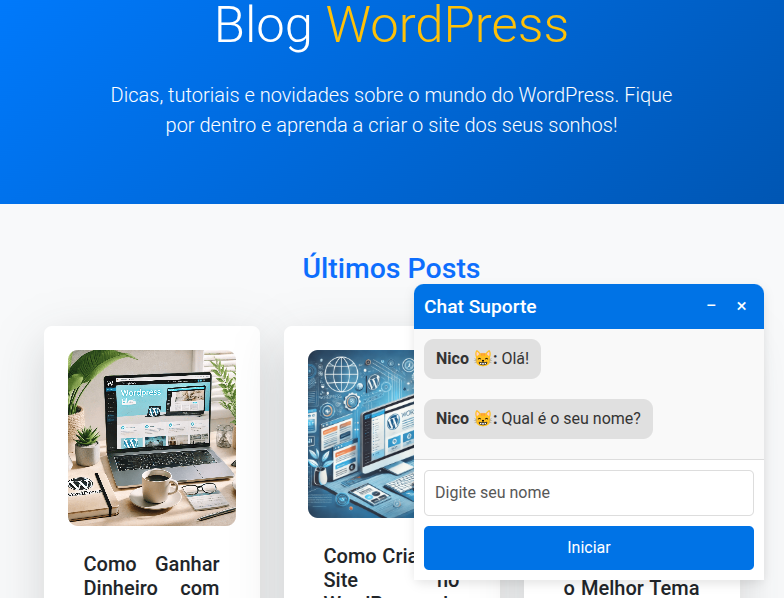 Blog WordPress
Dicas, tutoriais e novidades sobre o mundo do WordPress. Fique
por dentro e aprenda a criar o site dos seus sonhos!
Últimos Posts
Chat Suporte
Nico 😸: Olá!
Nico 😸: Qual é o seu nome?
Digite seu nome
Iniciar
Wordpress
Como Ganhar
Dinheiro com
Como Cria
Site no
o Melhor Tema